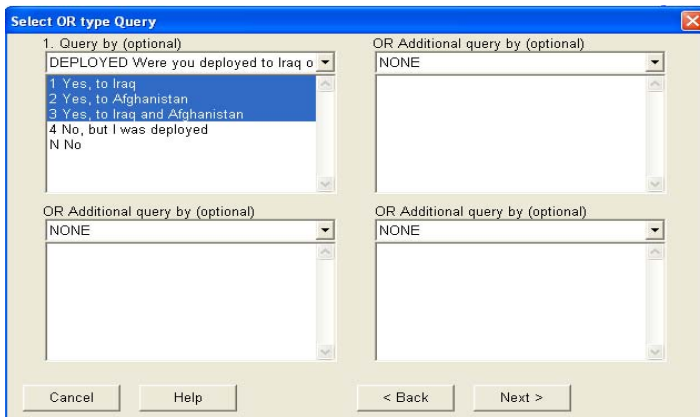 Select OR type Query
1. Query by (optional)
DEPLOYED Were you deployed to Iraq o
1 Yes, to Iraq
2 Yes, to Afghanistan
3 Yes, to Iraq and Afghanistan
4 No, but I was deployed
N No
OR Additional query by (optional)
NONE
OR Additional query by (optional)
NONE
OR Additional query by (optional)
NONE
Cancel
Help
< Back
Next >